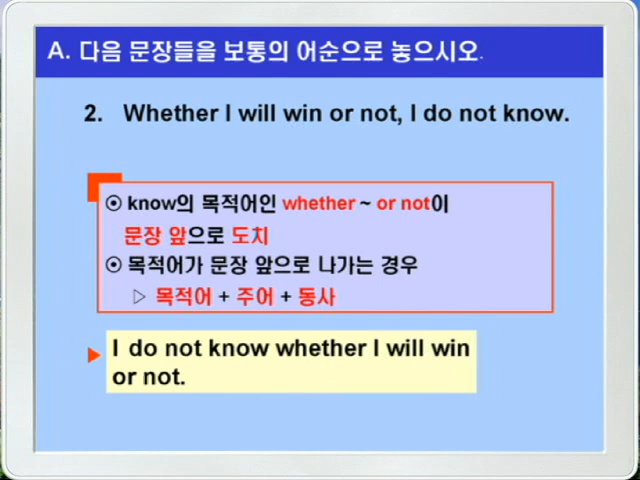 A. 다음 문장들을 보통의 어순으로 놓으시오.
2. Whether I will win or not, I do not know.
⊙ know의 목적어인 whether ~ or not이
문장 앞으로 도치
⊙ 목적어가 문장 앞으로 나가는 경우
▷ 목적어 + 주어 + 동사
▶ I do not know whether I will win
or not.